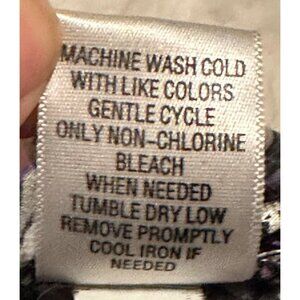 MACHINE WASH COLD
WITH LIKE COLORS
GENTLE CYCLE
ONLY NON-CHLORINE
BLEACH
WHEN NEEDED
TUMBLE DRY LOW
REMOVE PROMPTLY
COOL IRON IF
NEEDED